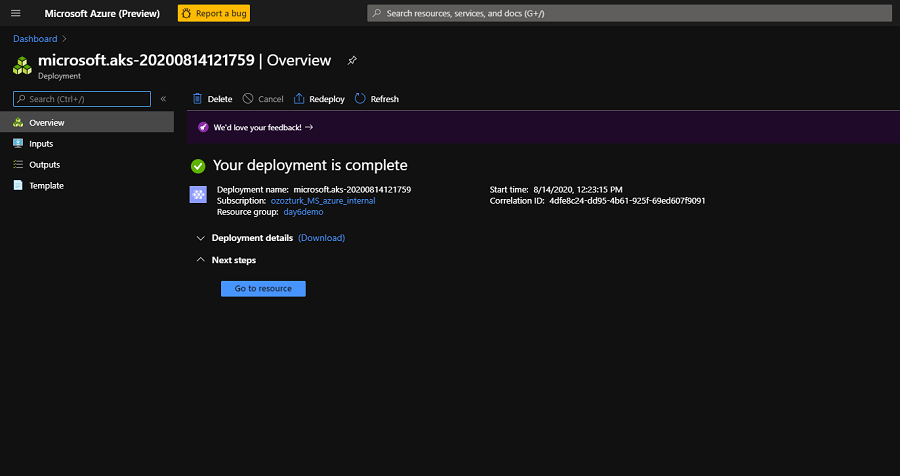 Microsoft Azure (Preview)
Report a bug
Search resources, services, and docs (G+/)
Dashboard
microsoft.aks-20200814121759 | Overview
Deployment
Search (Ctrl+/)
«
Delete
Cancel
Redeploy
Refresh
Overview
Inputs
Outputs
Template
We'd love your feedback! →
Your deployment is complete
Deployment name: microsoft.aks-20200814121759
Subscription: ozozturk_MS_azure_internal
Resource group: day6demo
Start time: 8/14/2020, 12:23:15 PM
Correlation ID: 4dfe8c24-dd95-4b61-925f-69ed607f9091
Deployment details (Download)
Next steps
Go to resource